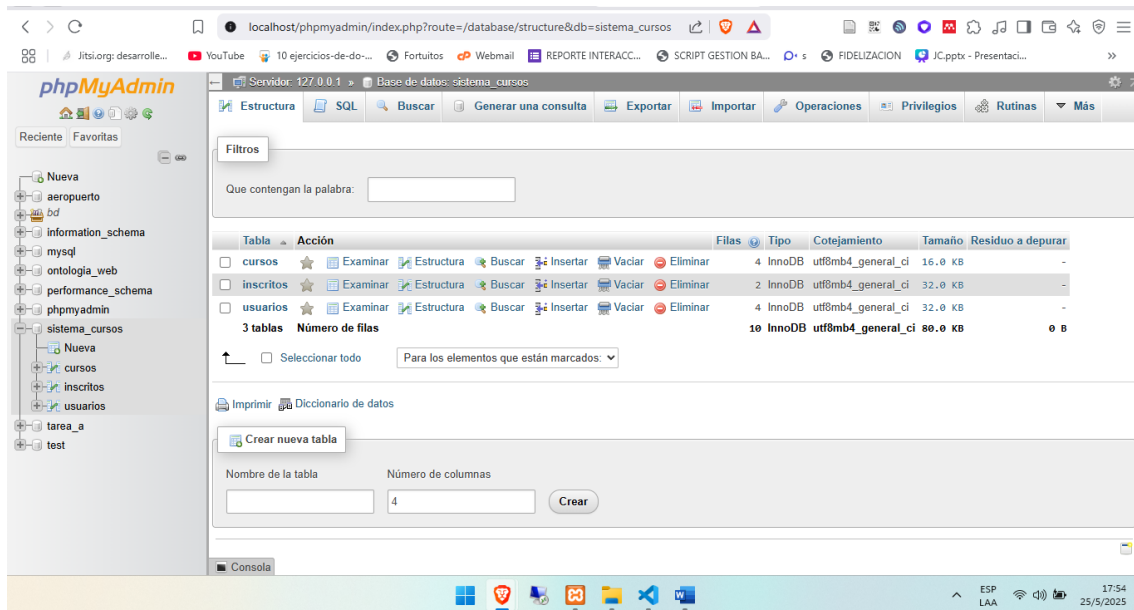 localhost/phpmyadmin/index.php?route=/database/structure&db=sistema_cursos
Jitsi.org: desarrolle... YouTube 10 ejercicios-de-do-... Fortuitos Webmail REPORTE INTERACC... SCRIPT GESTION BA... s FIDELIZACION JC.pptx - Presentaci... »
phpMyAdmin
Reciente Favoritas
Nueva
aeropuerto
bd
information_schema
mysql
ontologia_web
performance_schema
phpmyadmin
sistema_cursos
Nueva
cursos
inscritos
usuarios
tarea_a
test
Servidor: 127.0.0.1 » Base de datos: sistema_cursos
Estructura SQL Buscar Generar una consulta Exportar Importar Operaciones Privilegios Rutinas Más
Filtros
Que contengan la palabra:
Tabla Acción Filas Tipo Cotejamiento Tamaño Residuo a depurar
cursos Examinar Estructura Buscar Insertar Vaciar Eliminar 4 InnoDB utf8mb4_general_ci 16.0 KB -
inscritos Examinar Estructura Buscar Insertar Vaciar Eliminar 2 InnoDB utf8mb4_general_ci 32.0 KB -
usuarios Examinar Estructura Buscar Insertar Vaciar Eliminar 4 InnoDB utf8mb4_general_ci 32.0 KB -
3 tablas Número de filas 10 InnoDB utf8mb4_general_ci 80.0 KB 0 B
Seleccionar todo Para los elementos que están marcados:
Imprimir Diccionario de datos
Crear nueva tabla
Nombre de la tabla Número de columnas
4 Crear
Consola
ESP 17:54
LAA 25/5/2025